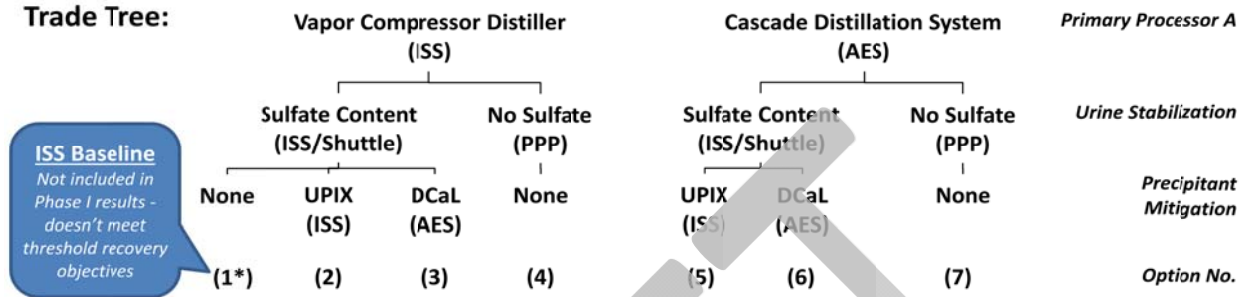 Trade Tree:
Vapor Compressor Distiller
(ISS)
Cascade Distillation System
(AES)
Primary Processor A
Sulfate Content
(ISS/Shuttle)
No Sulfate
(PPP)
Sulfate Content
(ISS/Shuttle)
No Sulfate
(PPP)
Urine Stabilization
ISS Baseline
Not included in
Phase I results -
doesn't meet
threshold recovery
objectives
None
UPIX
(ISS)
DCaL
(AES)
None
UPIX
(ISS)
DCaL
(AES)
None
Precipitant
Mitigation
(1*) (2) (3) (4) (5) (6) (7) Option No.